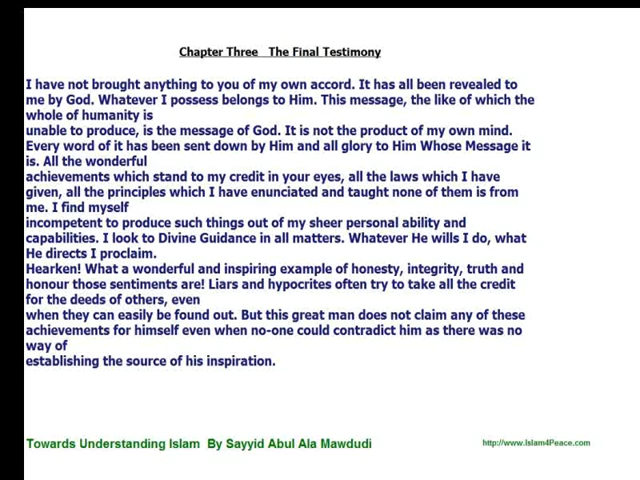 Chapter Three   The Final Testimony
I have not brought anything to you of my own accord. It has all been revealed to
me by God. Whatever I possess belongs to Him. This message, the like of which the
whole of humanity is
unable to produce, is the message of God. It is not the product of my own mind.
Every word of it has been sent down by Him and all glory to Him Whose Message it
is. All the wonderful
achievements which stand to my credit in your eyes, all the laws which I have
given, all the principles which I have enunciated and taught none of them is from
me. I find myself
incompetent to produce such things out of my sheer personal ability and
capabilities. I look to Divine Guidance in all matters. Whatever He wills I do, what
He directs I proclaim.
Hearken! What a wonderful and inspiring example of honesty, integrity, truth and
honour those sentiments are! Liars and hypocrites often try to take all the credit
for the deeds of others, even
when they can easily be found out. But this great man does not claim any of these
achievements for himself even when no-one could contradict him as there was no
way of
establishing the source of his inspiration.
Towards Understanding Islam  By Sayyid Abul Ala Mawdudi
http://www.Islam4Peace.com